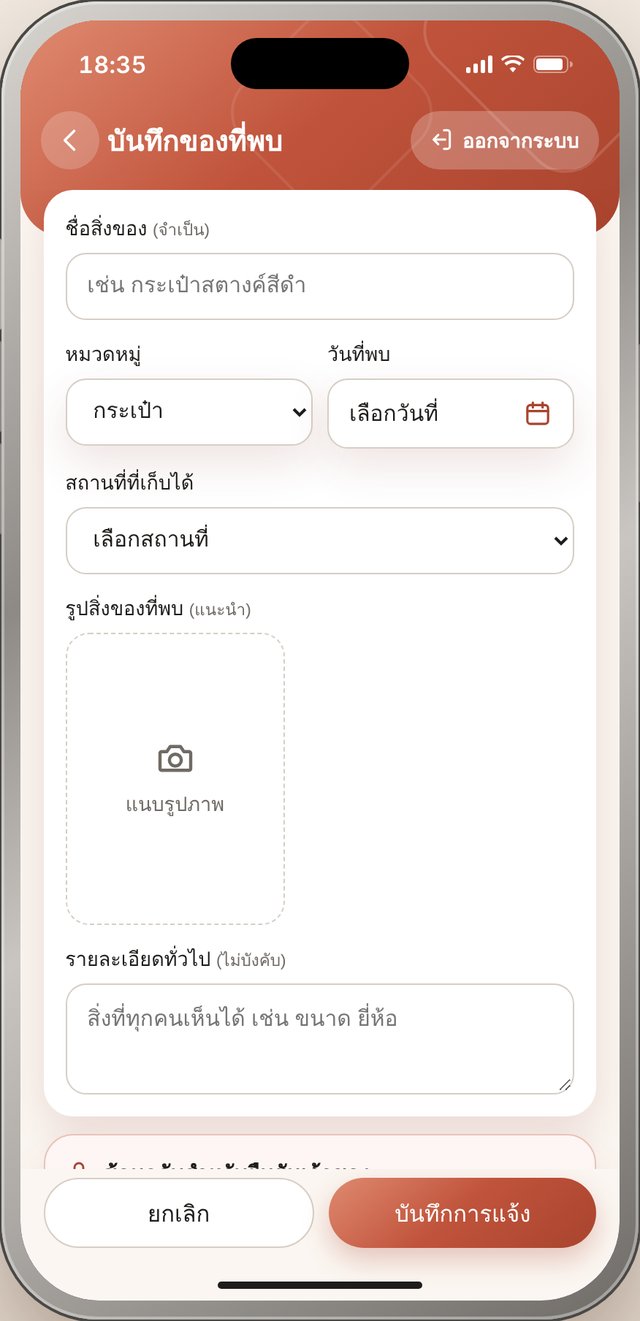 18:35
บันทึกของที่พบ
ออกจากระบบ
ชื่อสิ่งของ (จำเป็น)
เช่น กระเป๋าสตางค์สีดำ
หมวดหมู่ วันที่พบ
กระเป๋า เลือกวันที่
สถานที่ที่เก็บได้
เลือกสถานที่
รูปสิ่งของที่พบ (แนะนำ)
แนบรูปภาพ
รายละเอียดทั่วไป (ไม่บังคับ)
สิ่งที่ทุกคนเห็นได้ เช่น ขนาด ยี่ห้อ
ยกเลิก บันทึกการแจ้ง